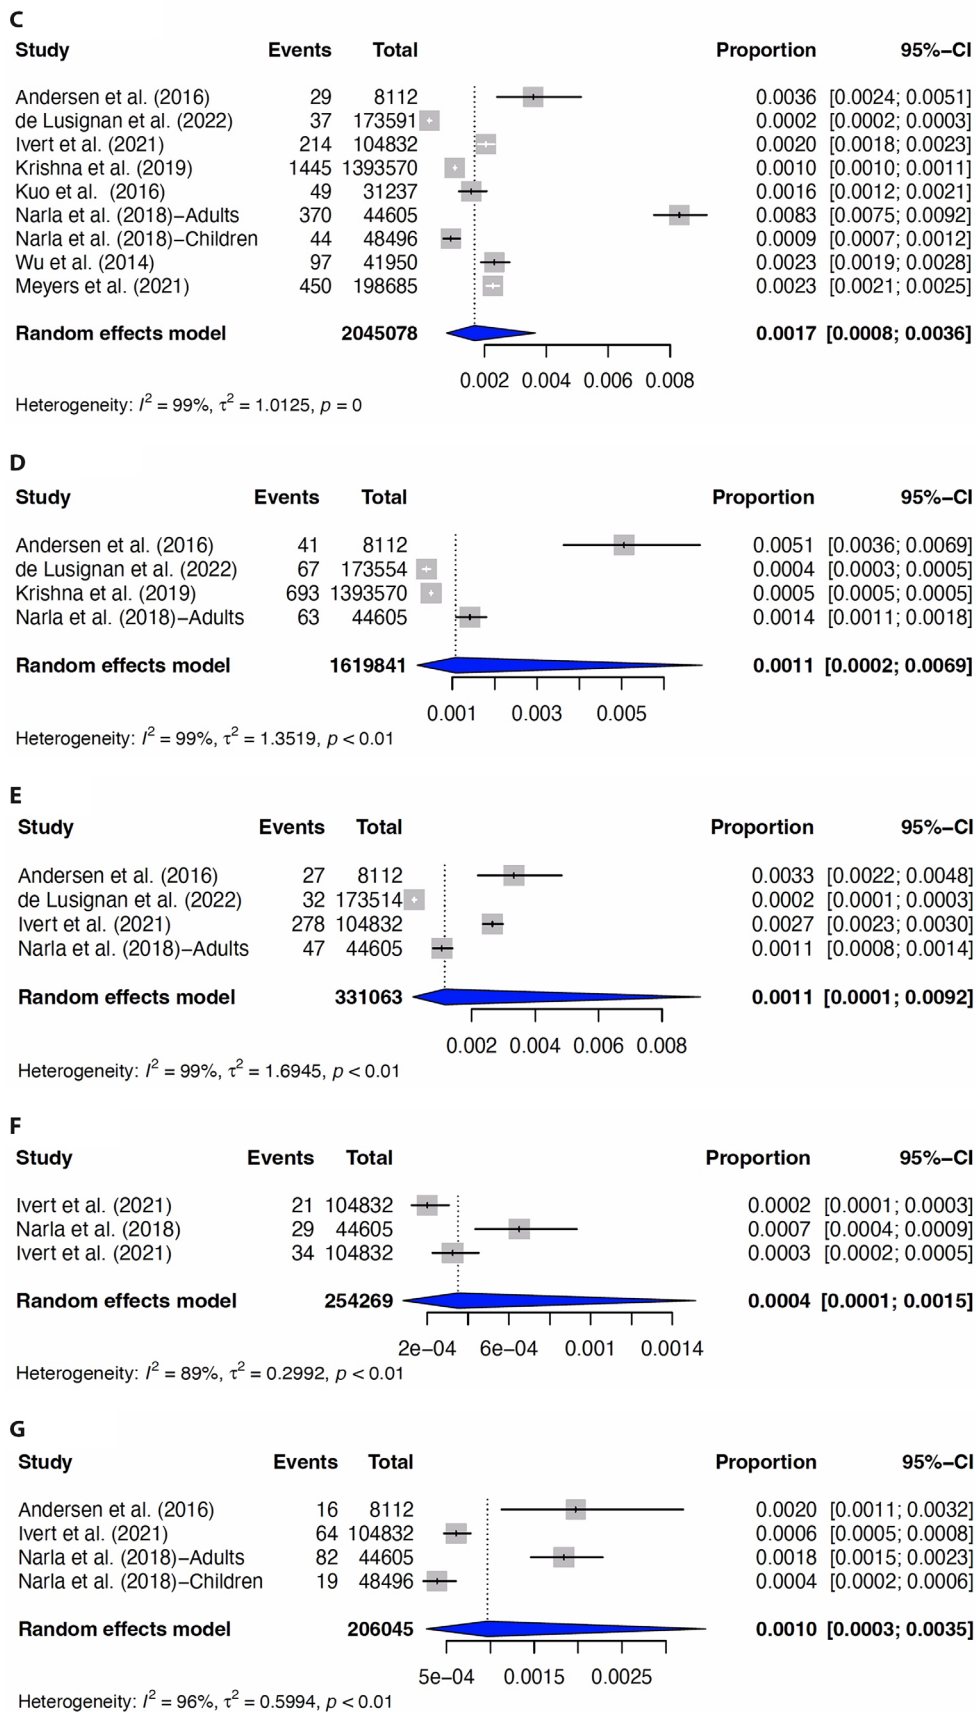 C
Study Events Total Proportion 95%−CI
Andersen et al. (2016) 29 8112 0.0036 [0.0024; 0.0051]
de Lusignan et al. (2022) 37 173591 0.0002 [0.0002; 0.0003]
Ivert et al. (2021) 214 104832 0.0020 [0.0018; 0.0023]
Krishna et al. (2019) 1445 1393570 0.0010 [0.0010; 0.0011]
Kuo et al. (2016) 49 31237 0.0016 [0.0012; 0.0021]
Narla et al. (2018)−Adults 370 44605 0.0083 [0.0075; 0.0092]
Narla et al. (2018)−Children 44 48496 0.0009 [0.0007; 0.0012]
Wu et al. (2014) 97 41950 0.0023 [0.0019; 0.0028]
Meyers et al. (2021) 450 198685 0.0023 [0.0021; 0.0025]
Random effects model 2045078 0.0017 [0.0008; 0.0036]
0.002 0.004 0.006 0.008
Heterogeneity: I² = 99%, τ² = 1.0125, p = 0
D
Study Events Total Proportion 95%−CI
Andersen et al. (2016) 41 8112 0.0051 [0.0036; 0.0069]
de Lusignan et al. (2022) 67 173554 0.0004 [0.0003; 0.0005]
Krishna et al. (2019) 693 1393570 0.0005 [0.0005; 0.0005]
Narla et al. (2018)−Adults 63 44605 0.0014 [0.0011; 0.0018]
Random effects model 1619841 0.0011 [0.0002; 0.0069]
0.001 0.003 0.005
Heterogeneity: I² = 99%, τ² = 1.3519, p < 0.01
E
Study Events Total Proportion 95%−CI
Andersen et al. (2016) 27 8112 0.0033 [0.0022; 0.0048]
de Lusignan et al. (2022) 32 173514 0.0002 [0.0001; 0.0003]
Ivert et al. (2021) 278 104832 0.0027 [0.0023; 0.0030]
Narla et al. (2018)−Adults 47 44605 0.0011 [0.0008; 0.0014]
Random effects model 331063 0.0011 [0.0001; 0.0092]
0.002 0.004 0.006 0.008
Heterogeneity: I² = 99%, τ² = 1.6945, p < 0.01
F
Study Events Total Proportion 95%−CI
Ivert et al. (2021) 21 104832 0.0002 [0.0001; 0.0003]
Narla et al. (2018) 29 44605 0.0007 [0.0004; 0.0009]
Ivert et al. (2021) 34 104832 0.0003 [0.0002; 0.0005]
Random effects model 254269 0.0004 [0.0001; 0.0015]
2e−04 6e−04 0.001 0.0014
Heterogeneity: I² = 89%, τ² = 0.2992, p < 0.01
G
Study Events Total Proportion 95%−CI
Andersen et al. (2016) 16 8112 0.0020 [0.0011; 0.0032]
Ivert et al. (2021) 64 104832 0.0006 [0.0005; 0.0008]
Narla et al. (2018)−Adults 82 44605 0.0018 [0.0015; 0.0023]
Narla et al. (2018)−Children 19 48496 0.0004 [0.0002; 0.0006]
Random effects model 206045 0.0010 [0.0003; 0.0035]
5e−04 0.0015 0.0025
Heterogeneity: I² = 96%, τ² = 0.5994, p < 0.01